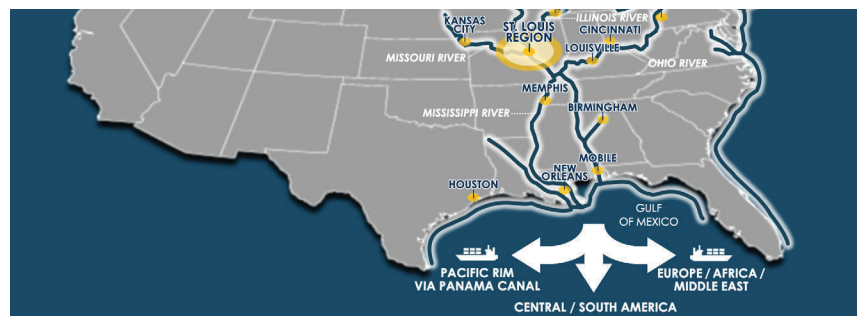 ILLINOIS RIVER
KANSAS
CITY
ST. LOUIS
REGION
CINCINNATI
LOUISVILLE
MISSOURI RIVER
OHIO RIVER
MEMPHIS
MISSISSIPPI RIVER
BIRMINGHAM
MOBILE
NEW
ORLEANS
HOUSTON
GULF
OF MEXICO
PACIFIC RIM
VIA PANAMA CANAL
EUROPE / AFRICA /
MIDDLE EAST
CENTRAL / SOUTH AMERICA